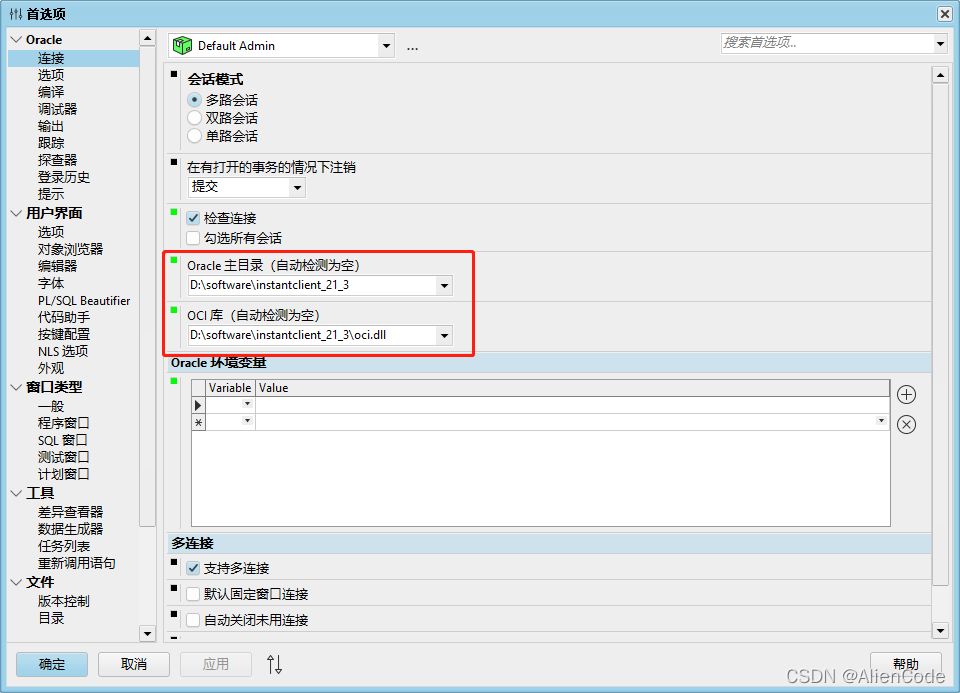 首选项
Oracle
连接
选项
编译
调试器
输出
跟踪
探查器
登录历史
提示
用户界面
选项
对象浏览器
编辑器
字体
PL/SQL Beautifier
代码助手
按键配置
NLS 选项
外观
窗口类型
一般
程序窗口
SQL 窗口
测试窗口
计划窗口
工具
差异查看器
数据生成器
任务列表
重新调用语句
文件
版本控制
目录
Default Admin
...
搜索首选项..
会话模式
多路会话
双路会话
单路会话
在有打开的事务的情况下注销
提交
检查连接
勾选所有会话
Oracle 主目录（自动检测为空）
D:\software\instantclient_21_3
OCI 库（自动检测为空）
D:\software\instantclient_21_3\oci.dll
Oracle 环境变量
Variable Value
多连接
支持多连接
默认固定窗口连接
自动关闭未用连接
确定 取消 应用 帮助
CSDN @AlienCode